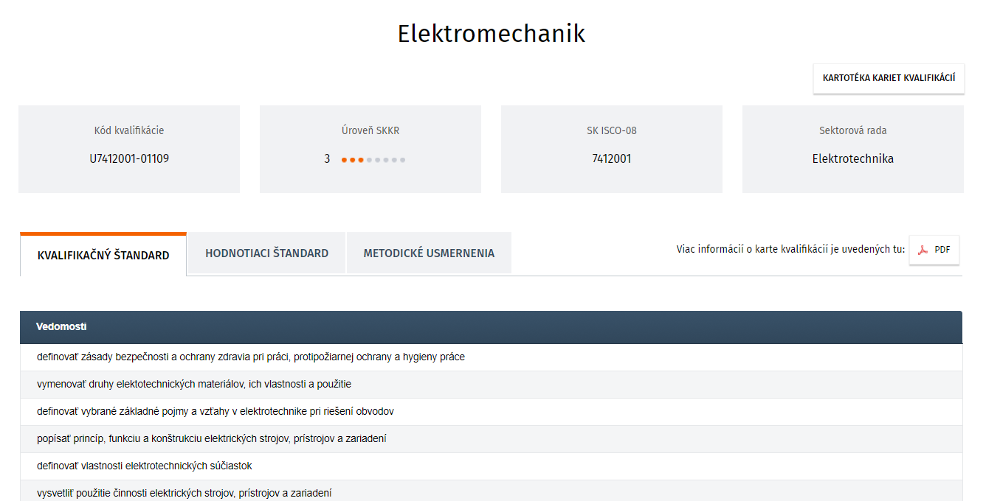 Elektromechanik
KARTOTÉKA KARIET KVALIFIKÁCIÍ
Kód kvalifikácie
U7412001-01109
Úroveň SKKR
3
SK ISCO-08
7412001
Sektorová rada
Elektrotechnika
KVALIFIKAČNÝ ŠTANDARD
HODNOTIACI ŠTANDARD
METODICKÉ USMERNENIA
Viac informácií o karte kvalifikácií je uvedených tu:
PDF
Vedomosti
definovať zásady bezpečnosti a ochrany zdravia pri práci, protipožiarnej ochrany a hygieny práce
vymenovať druhy elektotechnických materiálov, ich vlastnosti a použitie
definovať vybrané základné pojmy a vzťahy v elektrotechnike pri riešení obvodov
popísať princíp, funkciu a konštrukciu elektrických strojov, prístrojov a zariadení
definovať vlastnosti elektrotechnických súčiastok
vysvetliť použitie činnosti elektrických strojov, prístrojov a zariadení